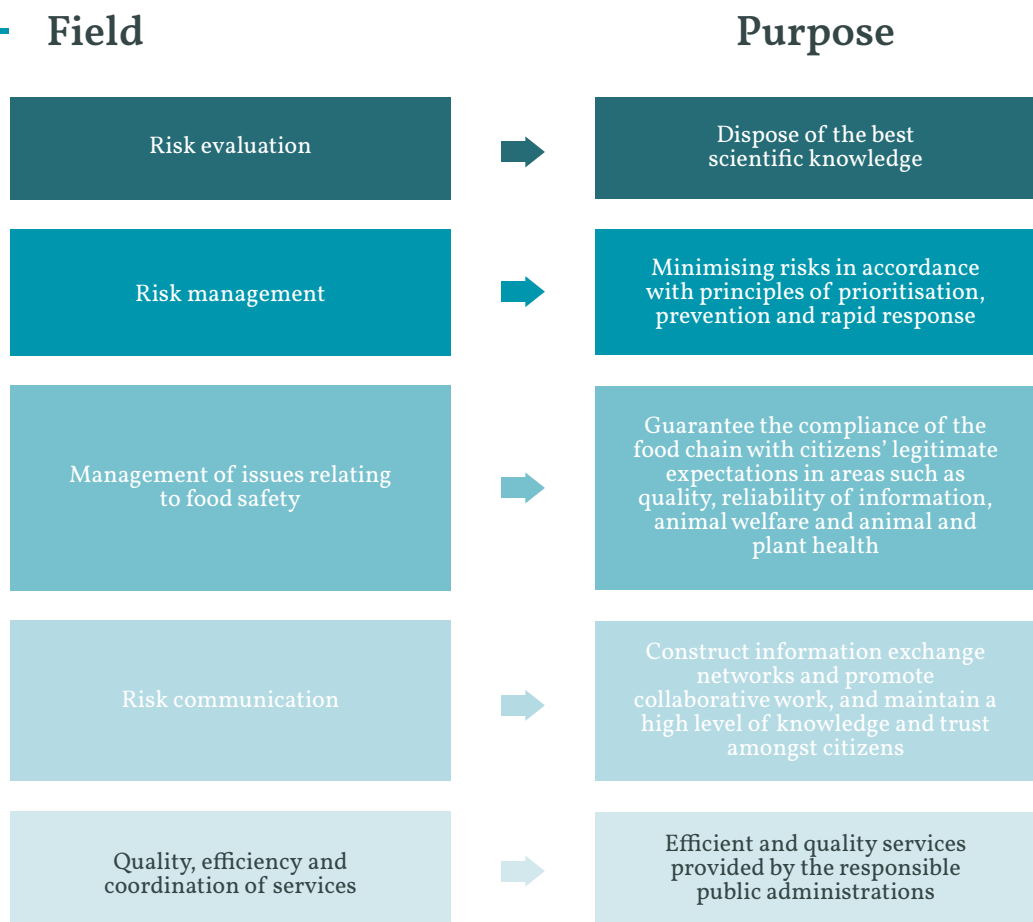 Field
Purpose
Risk evaluation
Dispose of the best
scientific knowledge
Risk management
Minimising risks in accordance
with principles of prioritisation,
prevention and rapid response
Management of issues relating
to food safety
Guarantee the compliance of the
food chain with citizens’ legitimate
expectations in areas such as
quality, reliability of information,
animal welfare and animal and
plant health
Risk communication
Construct information exchange
networks and promote
collaborative work, and maintain a
high level of knowledge and trust
amongst citizens
Quality, efficiency and
coordination of services
Efficient and quality services
provided by the responsible
public administrations